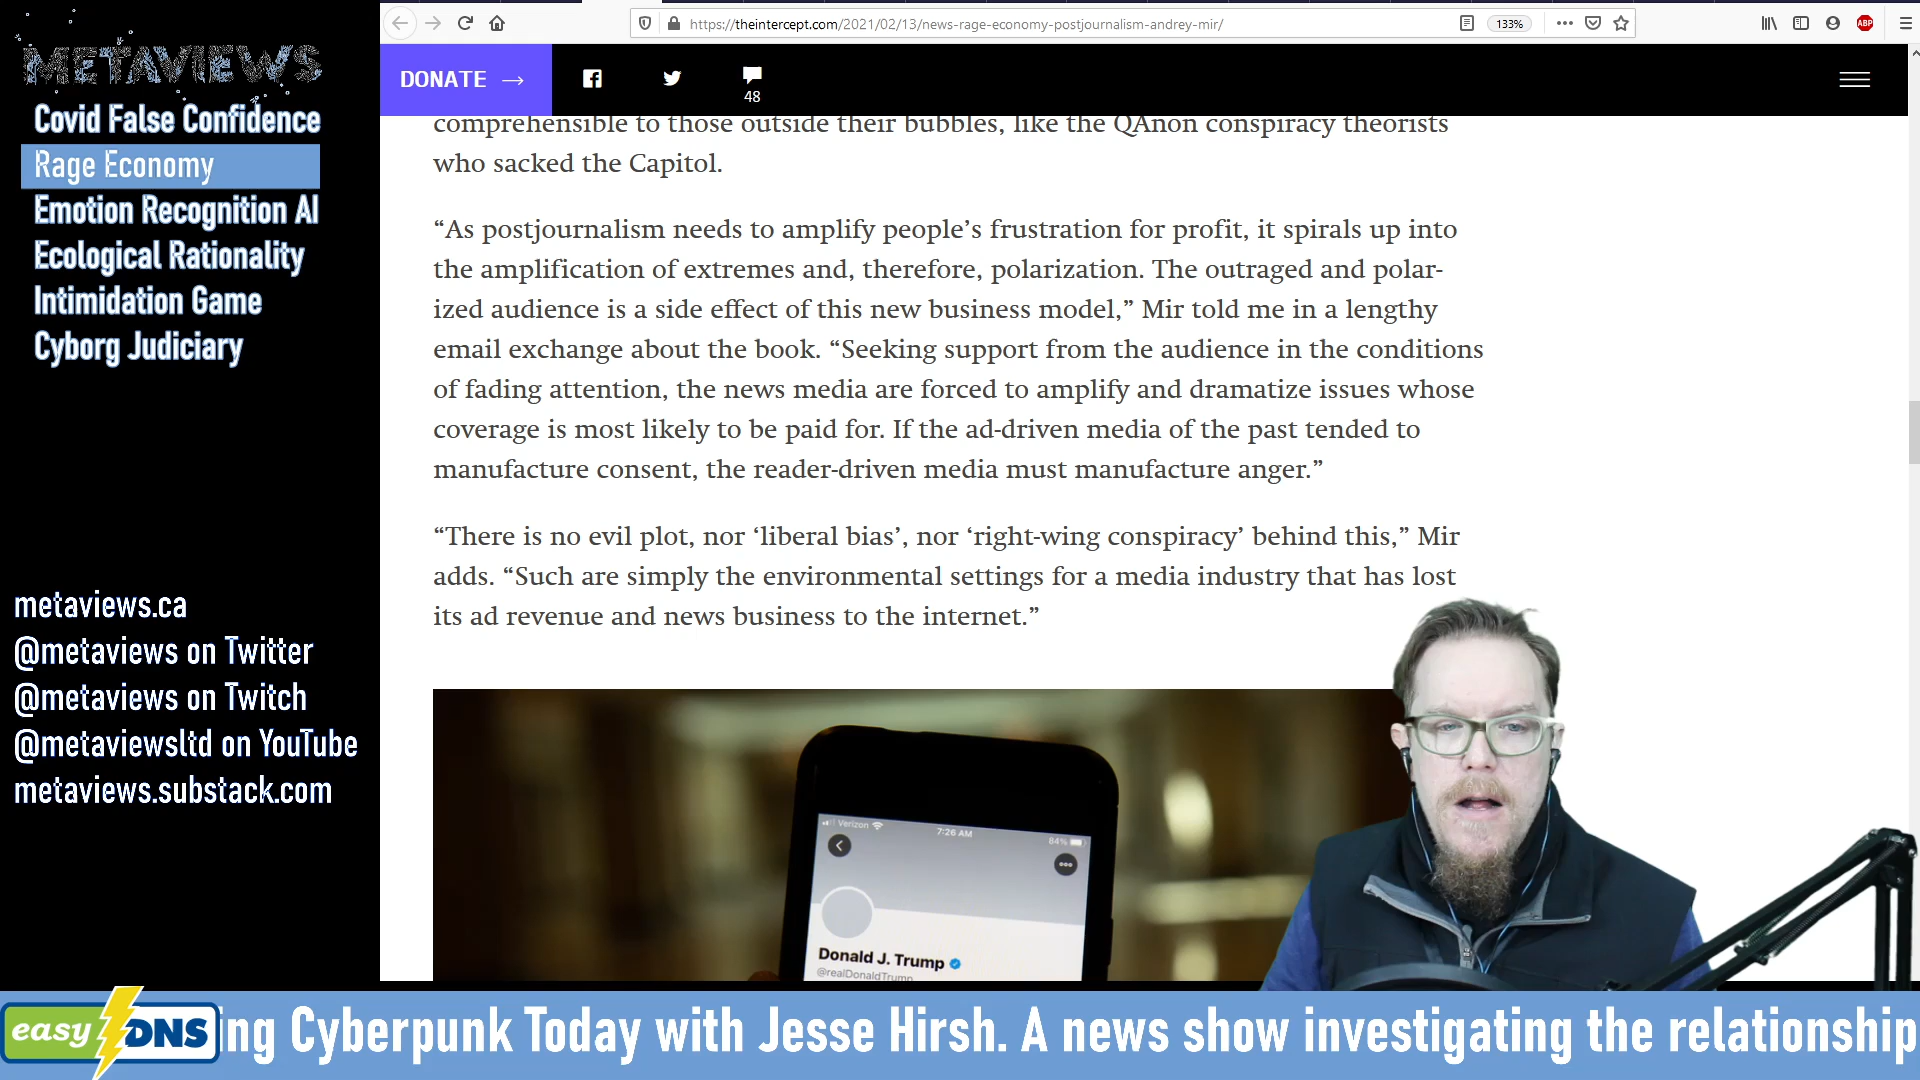 METAVIEWS
Covid False Confidence
Rage Economy
Emotion Recognition AI
Ecological Rationality
Intimidation Game
Cyborg Judiciary
metaviews.ca
@metaviews on Twitter
@metaviews on Twitch
@metaviewsltd on YouTube
metaviews.substack.com
https://theintercept.com/2021/02/13/news-rage-economy-postjournalism-andrey-mir/
133%
ABP
DONATE →
48
comprehensible to those outside their bubbles, like the QAnon conspiracy theorists
who sacked the Capitol.
“As postjournalism needs to amplify people’s frustration for profit, it spirals up into
the amplification of extremes and, therefore, polarization. The outraged and polar-
ized audience is a side effect of this new business model,” Mir told me in a lengthy
email exchange about the book. “Seeking support from the audience in the conditions
of fading attention, the news media are forced to amplify and dramatize issues whose
coverage is most likely to be paid for. If the ad-driven media of the past tended to
manufacture consent, the reader-driven media must manufacture anger.”
“There is no evil plot, nor ‘liberal bias’, nor ‘right-wing conspiracy’ behind this,” Mir
adds. “Such are simply the environmental settings for a media industry that has lost
its ad revenue and news business to the internet.”
Verizon
7:26 AM
84%
Donald J. Trump
@realDonaldTrump
easyDNS
ing Cyberpunk Today with Jesse Hirsh. A news show investigating the relationship